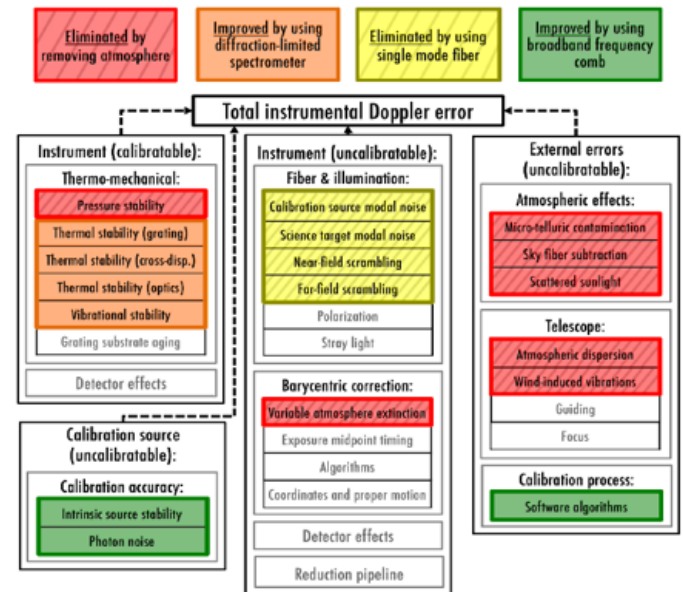 Eliminated by
removing atmosphere
Improved by using
diffraction-limited
spectrometer
Eliminated by using
single mode fiber
Improved by using
broadband frequency
comb
Total instrumental Doppler error
Instrument (calibratable):
Thermo-mechanical:
Pressure stability
Thermal stability (grating)
Thermal stability (cross-disp.)
Thermal stability (optics)
Vibrational stability
Grating substrate aging
Detector effects
Calibration source
(uncalibratable):
Calibration accuracy:
Intrinsic source stability
Photon noise
Instrument (uncalibratable):
Fiber & illumination:
Calibration source modal noise
Science target modal noise
Near-field scrambling
Far-field scrambling
Polarization
Stray light
Barycentric correction:
Variable atmosphere extinction
Exposure midpoint timing
Algorithms
Coordinates and proper motion
Detector effects
Reduction pipeline
External errors
(uncalibratable):
Atmospheric effects:
Micro-telluric contamination
Sky fiber subtraction
Scattered sunlight
Telescope:
Atmospheric dispersion
Wind-induced vibrations
Guiding
Focus
Calibration process:
Software algorithms